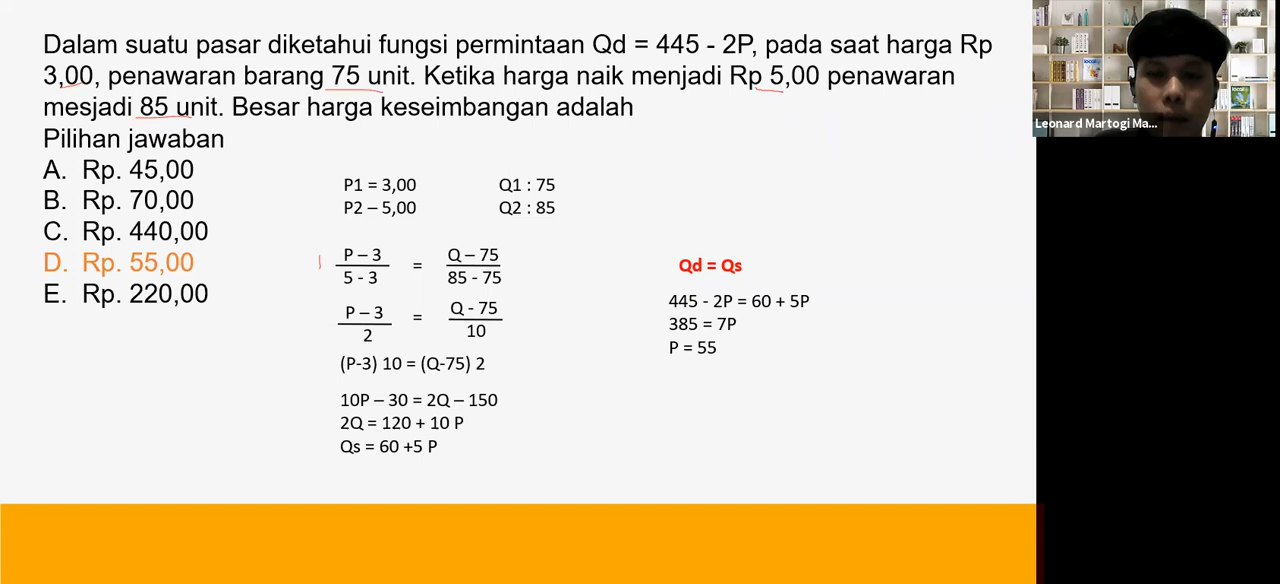 Dalam suatu pasar diketahui fungsi permintaan Qd = 445 - 2P, pada saat harga Rp
3,00, penawaran barang 75 unit. Ketika harga naik menjadi Rp 5,00 penawaran
mesjadi 85 unit. Besar harga keseimbangan adalah
Pilihan jawaban
A. Rp. 45,00
B. Rp. 70,00
C. Rp. 440,00
D. Rp. 55,00
E. Rp. 220,00
P1 = 3,00 Q1 : 75
P2 – 5,00 Q2 : 85
P – 3 = Q – 75
5 - 3 85 - 75
P – 3 = Q - 75
2 10
(P-3) 10 = (Q-75) 2
10P – 30 = 2Q – 150
2Q = 120 + 10 P
Qs = 60 +5 P
Qd = Qs
445 - 2P = 60 + 5P
385 = 7P
P = 55
Leonard Martogi Ma...